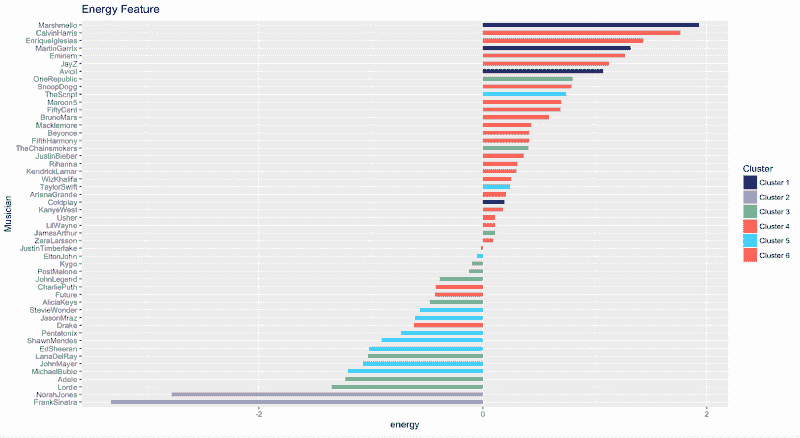 Energy Feature
Marshmello
CalvinHarris
EnriqueIglesias
MartinGarrix
Eminem
JayZ
Avicii
OneRepublic
SnoopDogg
TheScript
Maroon5
FiftyCent
BrunoMars
Macklemore
Beyonce
FifthHarmony
TheChainsmokers
JustinBieber
Rihanna
KendrickLamar
WizKhalifa
TaylorSwift
ArianaGrande
Coldplay
KanyeWest
Usher
LilWayne
JamesArthur
ZaraLarsson
JustinTimberlake
EltonJohn
Kygo
PostMalone
JohnLegend
CharliePuth
Future
AliciaKeys
StevieWonder
JasonMraz
Drake
Pentatonix
ShawnMendes
EdSheeran
LanaDelRay
JohnMayer
MichaelBuble
Adele
Lorde
NorahJones
FrankSinatra
Musician
-2
0
2
energy
Cluster
Cluster 1
Cluster 2
Cluster 3
Cluster 4
Cluster 5
Cluster 6